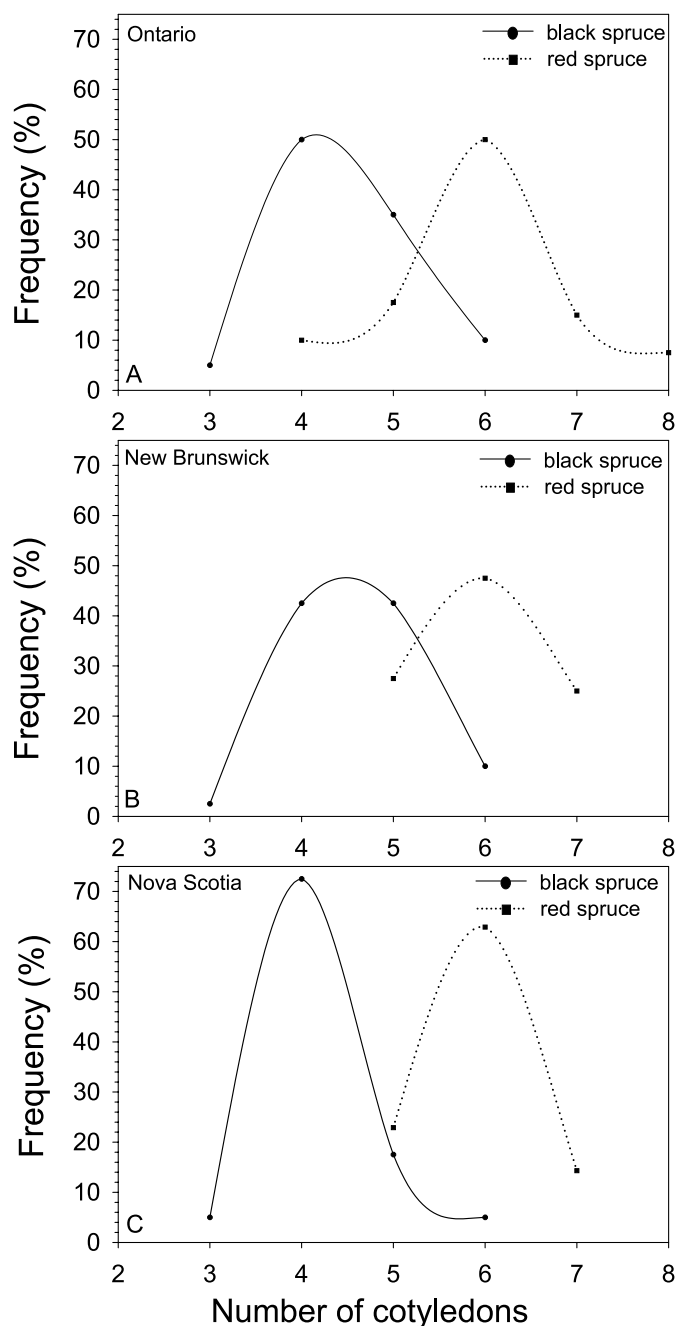 Ontario
black spruce
red spruce
Frequency (%)
70
60
50
40
30
20
10
0
A
2 3 4 5 6 7 8
New Brunswick
black spruce
red spruce
Frequency (%)
70
60
50
40
30
20
10
0
B
2 3 4 5 6 7 8
Nova Scotia
black spruce
red spruce
Frequency (%)
70
60
50
40
30
20
10
0
C
2 3 4 5 6 7 8
Number of cotyledons